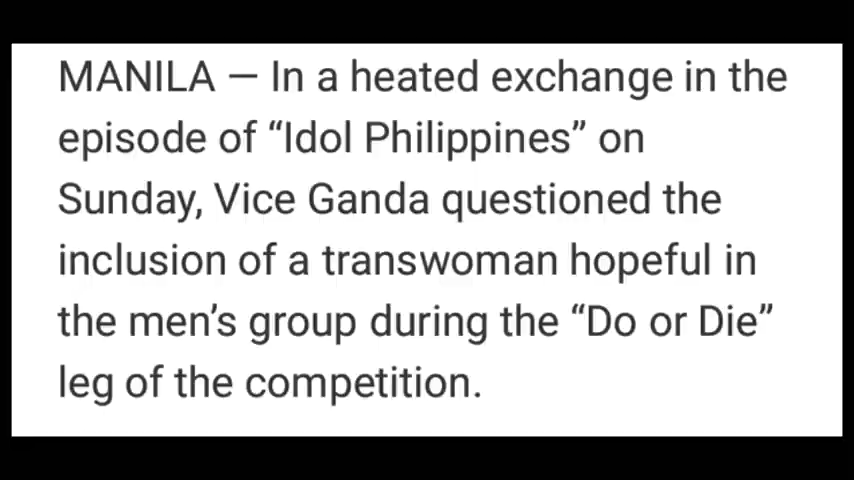 MANILA — In a heated exchange in the
episode of “Idol Philippines” on
Sunday, Vice Ganda questioned the
inclusion of a transwoman hopeful in
the men’s group during the “Do or Die”
leg of the competition.